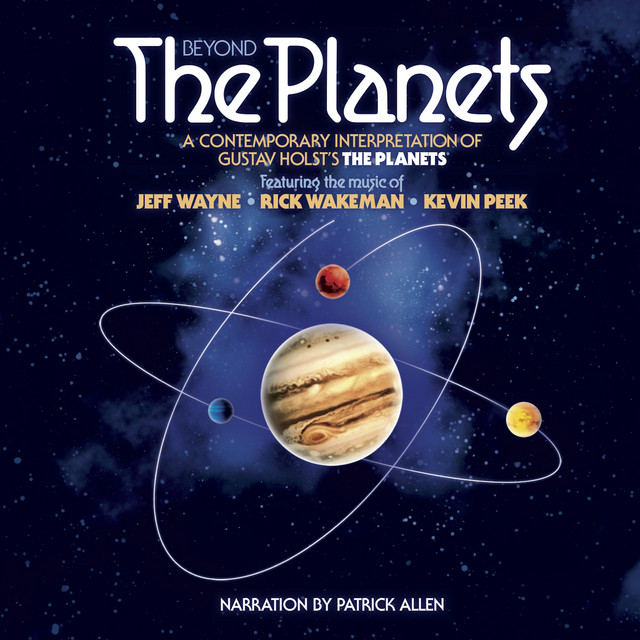 BEYOND
The Planets
A CONTEMPORARY INTERPRETATION OF
GUSTAV HOLST'S THE PLANETS
Featuring the music of
JEFF WAYNE • RICK WAKEMAN • KEVIN PEEK
NARRATION BY PATRICK ALLEN